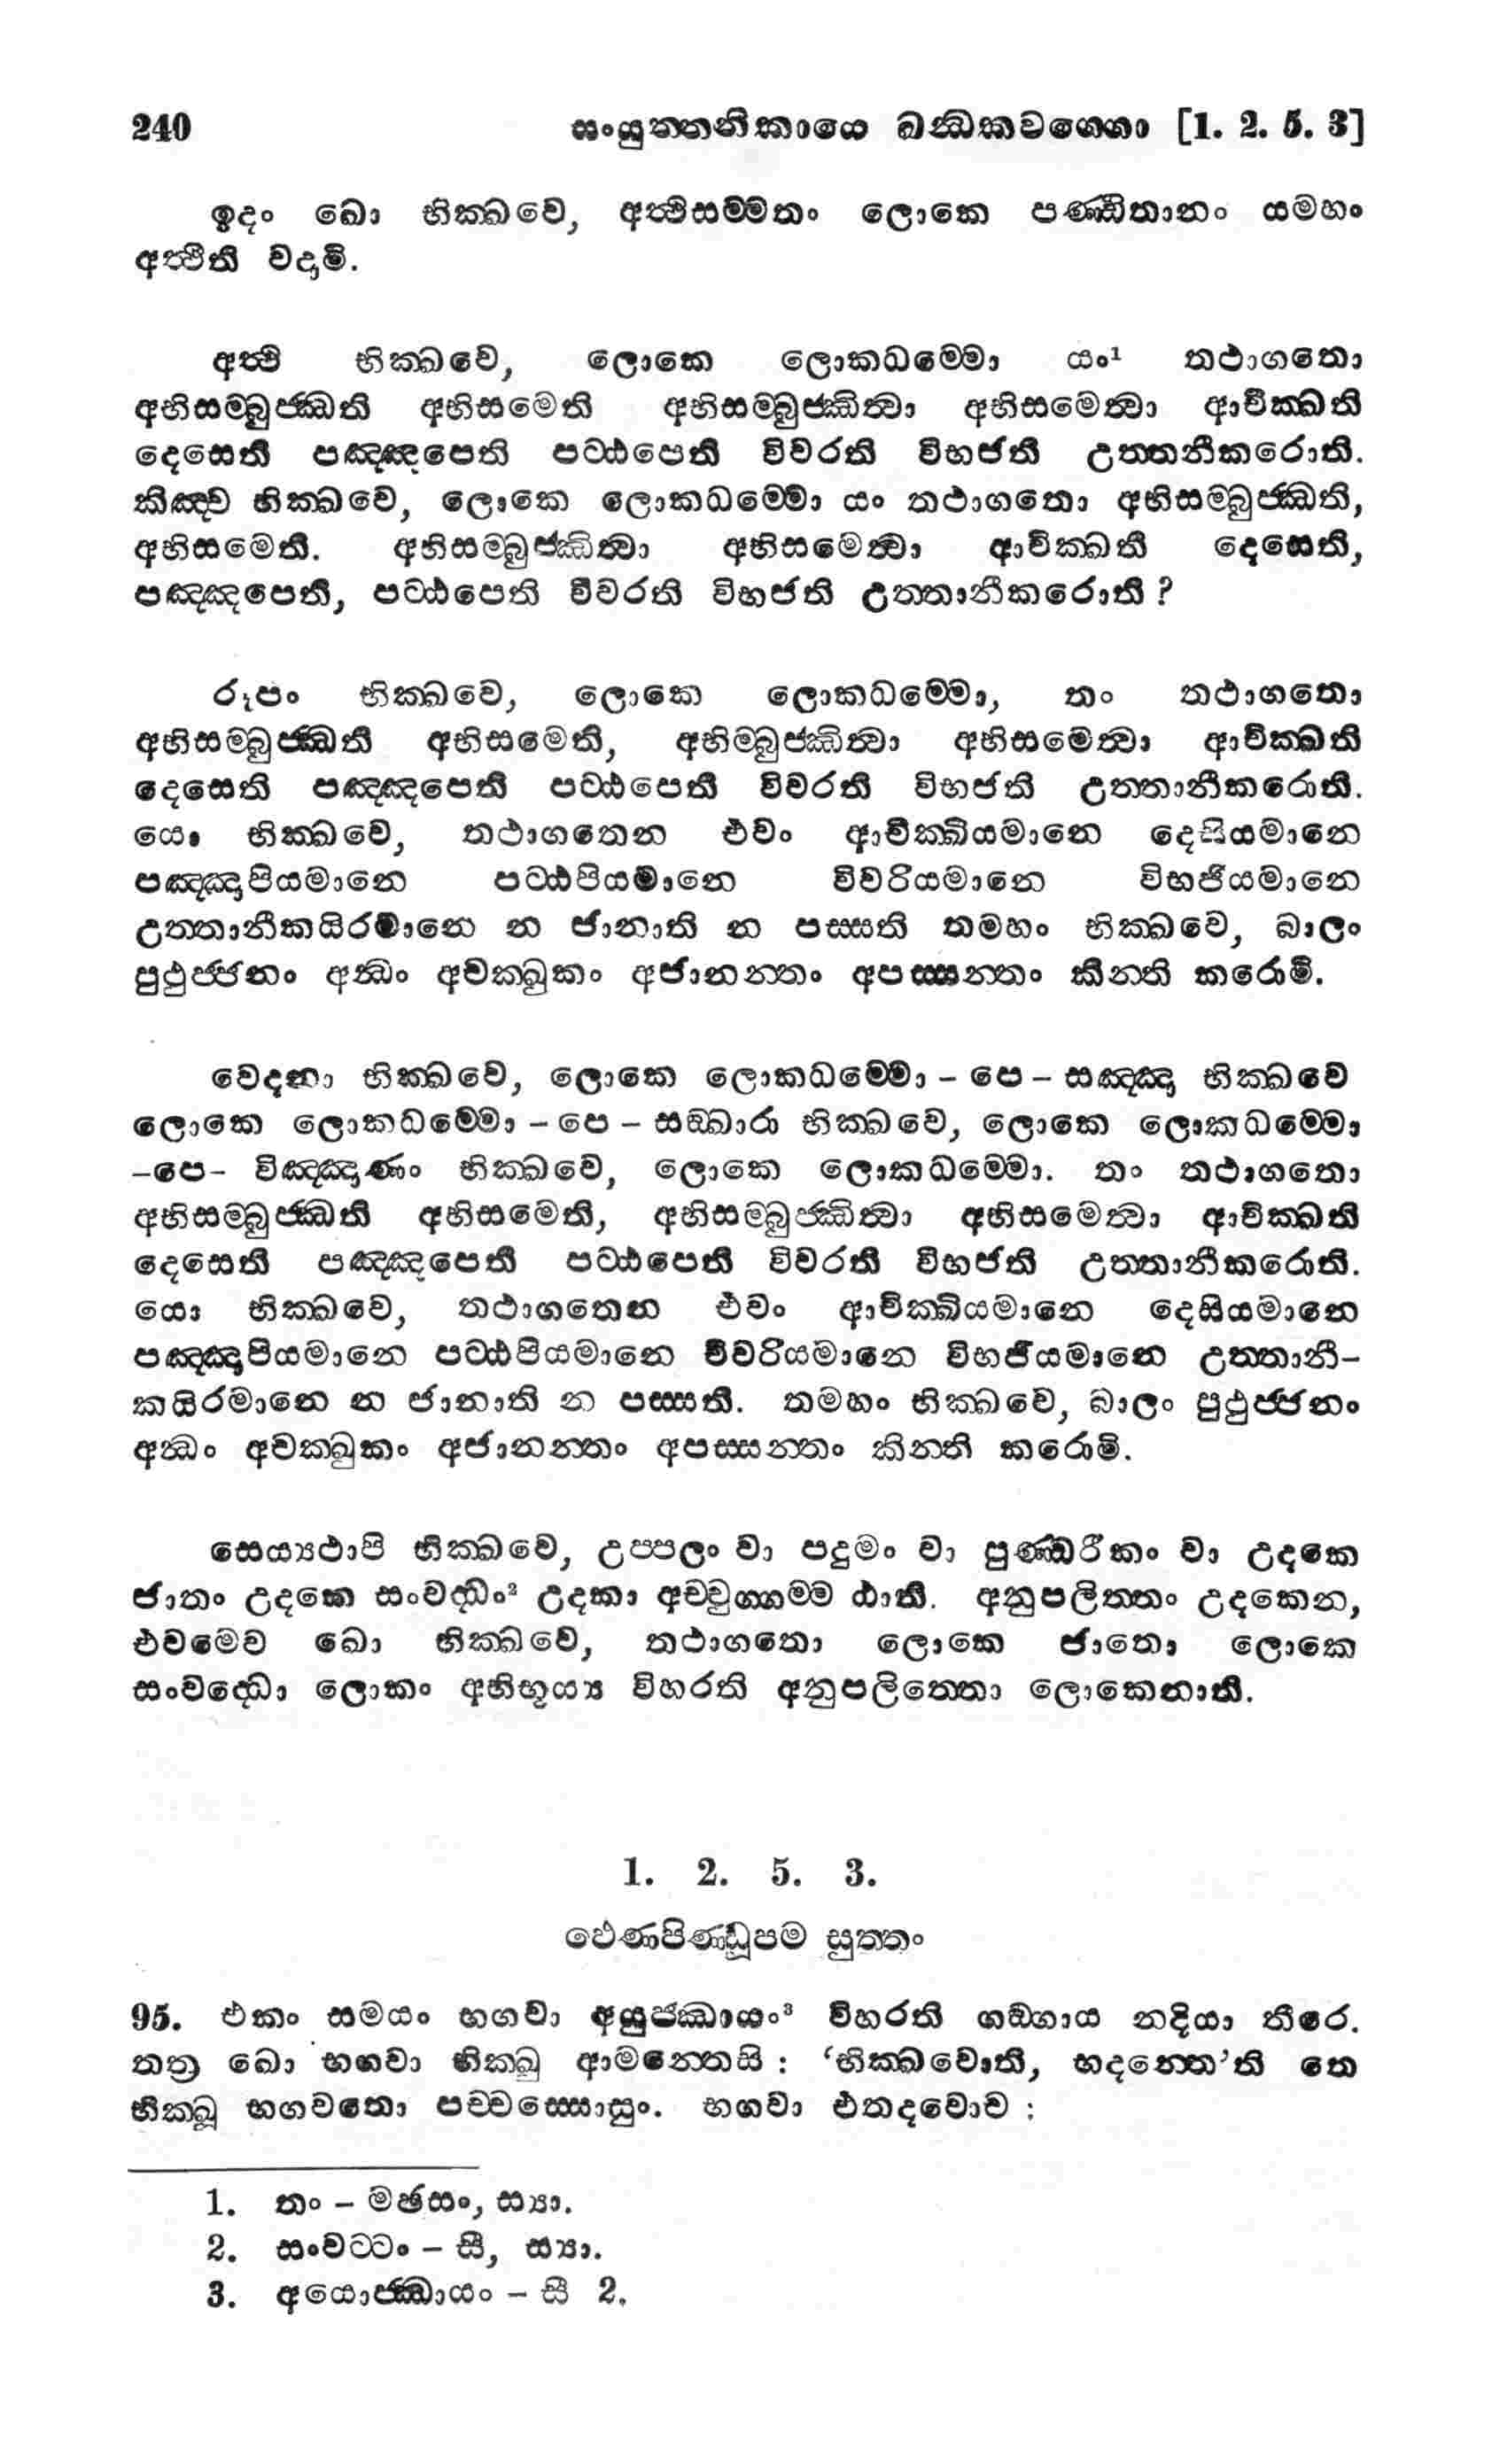 240 සංයුත්තනිකායෙ ඛන්ධකවග්ගො [1. 2. 5. 3]
ඉදං ඛො භික්ඛවෙ, අත්ථිසම්මතං ලොකෙ පණ්ඩිතානං යමහං
අත්ථීති වදාමි.
අත්ථි භික්ඛවෙ, ලොකෙ ලොකධම්මො යං¹ තථාගතො
අභිසම්බුජ්ඣති අභිසමෙති අභිසම්බුජ්ඣිත්වා අභිසමෙත්වා ආචික්ඛති
දෙසෙති පඤ්ඤපෙති පට්ඨපෙති විවරති විභජති උත්තනීකරොති.
කිඤ්ච භික්ඛවෙ, ලොකෙ ලොකධම්මො යං තථාගතො අභිසම්බුජ්ඣති,
අභිසමෙති. අභිසම්බුජ්ඣිත්වා අභිසමෙත්වා ආචික්ඛති දෙසෙති,
පඤ්ඤපෙති, පට්ඨපෙති විවරති විභජති උත්තානීකරොති ?
රූපං භික්ඛවෙ, ලොකෙ ලොකධම්මො, තං තථාගතො
අභිසම්බුජ්ඣති අභිසමෙති, අභිම්බුජ්ඣිත්වා අභිසමෙත්වා ආචික්ඛති
දෙසෙති පඤ්ඤපෙති පට්ඨපෙති විවරති විභජති උත්තානීකරොති.
යො භික්ඛවෙ, තථාගතෙන එවං ආචික්ඛියමානෙ දෙසියමානෙ
පඤ්ඤාපියමානෙ පට්ඨපියමානෙ විවරියමානෙ විභජියමානෙ
උත්තානීකයිරමානෙ න ජානාති න පස්සති තමහං භික්ඛවෙ, බාලං
පුථුජ්ජනං අන්ධං අචක්ඛුකං අජානන්තං අපස්සන්තං කින්ති කරොමි.
වෙදනා භික්ඛවෙ, ලොකෙ ලොකධම්මො – පෙ – සඤ්ඤා භික්ඛවෙ
ලොකෙ ලොකධම්මො – පෙ – සඞ්ඛාරා භික්ඛවෙ, ලොකෙ ලොකධම්මො
–පෙ– විඤ්ඤාණං භික්ඛවෙ, ලොකෙ ලොකධම්මො. තං තථාගතො
අභිසම්බුජ්ඣති අභිසමෙති, අභිසම්බුජ්ඣිත්වා අභිසමෙත්වා ආචික්ඛති
දෙසෙති පඤ්ඤපෙති පට්ඨපෙති විවරති විභජති උත්තානීකරොති.
යො භික්ඛවෙ, තථාගතෙන එවං ආචික්ඛියමානෙ දෙසියමානෙ
පඤ්ඤාපියමානෙ පට්ඨපියමානෙ විවරියමානෙ විභජියමානෙ උත්තානී–
කයිරමානෙ න ජානාති න පස්සති. තමහං භික්ඛවෙ, බාලං පුථුජ්ජනං
අන්ධං අචක්ඛුකං අජානන්තං අපස්සන්තං කින්ති කරොමි.
සෙය්‍යථාපි භික්ඛවෙ, උප්පලං වා පදුමං වා පුණ්ඩරීකං වා උදකෙ
ජාතං උදකෙ සංවද්ධං² උදකා අච්චුග්ගම්ම ඨාති. අනුපලිත්තං උදකෙන,
එවමෙව ඛො භික්ඛවෙ, තථාගතො ලොකෙ ජාතො ලොකෙ
සංවද්ධො ලොකං අභිභුය්‍ය විහරති අනුපලිත්තො ලොකෙනාති.
1. 2. 5. 3.
ඵෙණපිණ්ඩූපම සුත්තං
95. එකං සමයං භගවා අයුජ්ඣායං³ විහරති ගඞ්ගාය නදියා තීරෙ.
තත්‍ර ඛො භගවා භික්ඛූ ආමන්තෙසි : ‘භික්ඛවොති, භදන්තෙ’ති තෙ
භික්ඛූ භගවතො පච්චස්සොසුං. භගවා එතදවොච :
1. තං – මඡසං, ස්‍යා.
2. සංවට්ටං – සී, ස්‍යා.
3. අයොජ්ඣායං – සී 2.